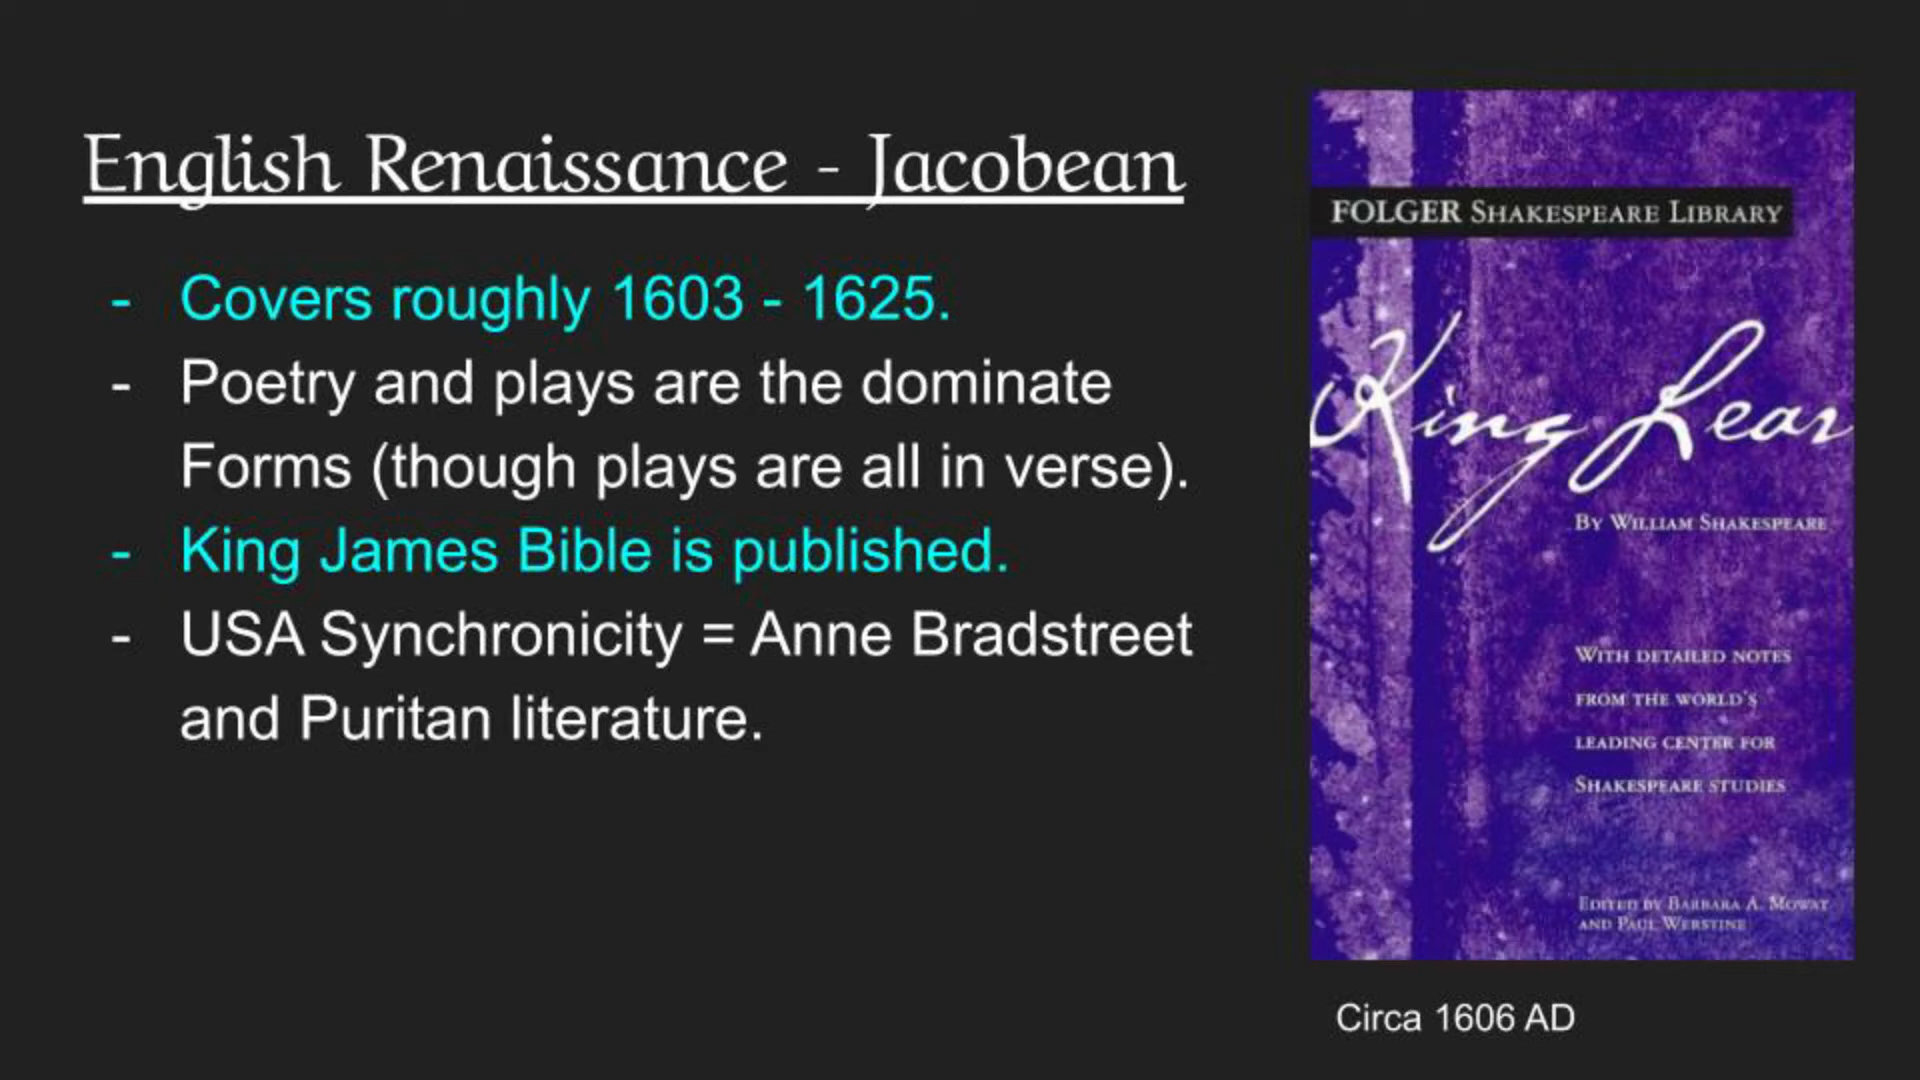 English Renaissance - Jacobean
- Covers roughly 1603 - 1625.
- Poetry and plays are the dominate
Forms (though plays are all in verse).
- King James Bible is published.
- USA Synchronicity = Anne Bradstreet
and Puritan literature.
FOLGER SHAKESPEARE LIBRARY
King Lear
BY WILLIAM SHAKESPEARE
WITH DETAILED NOTES
FROM THE WORLD'S
LEADING CENTER FOR
SHAKESPEARE STUDIES
EDITED BY BARBARA A. MOWAT
AND PAUL WERSTINE
Circa 1606 AD